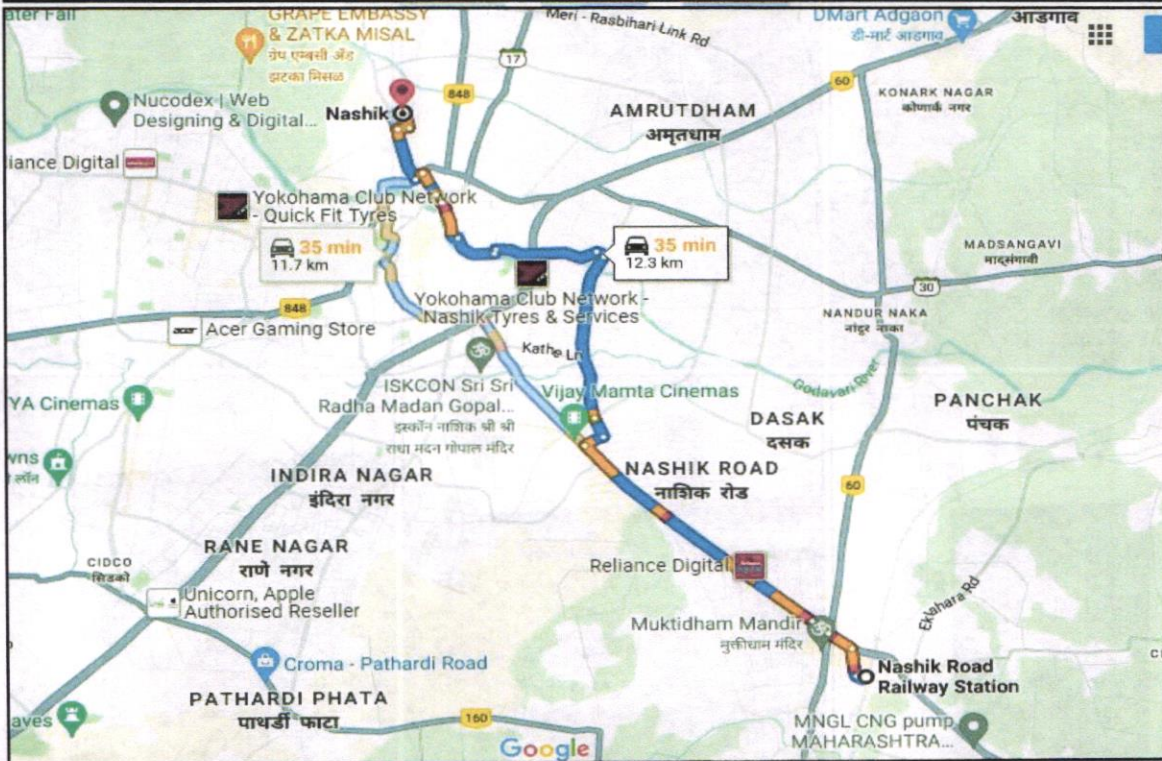 ater Fall
GRAPE EMBASSY
& ZATKA MISAL
ग्रेप एम्बसी अँड
झटका मिसळ
Meri - Rasbihari Link Rd
DMart Adgaon
डी-मार्ट आडगाव
आडगाव
17
60
848
KONARK NAGAR
कोणार्क नगर
Nucodex | Web
Designing & Digital...
Nashik
AMRUTDHAM
अमृतधाम
liance Digital
Yokohama Club Network
- Quick Fit Tyres
35 min
11.7 km
35 min
12.3 km
MADSANGAVI
माद्संगावी
30
Yokohama Club Network -
Nashik Tyres & Services
848
Acer Gaming Store
NANDUR NAKA
नांदूर नाका
Kathe Ln
Godavari River
ISKCON Sri Sri
Radha Madan Gopal...
इस्कॉन नाशिक श्री श्री
राधा मदन गोपाल मंदिर
Vijay Mamta Cinemas
YA Cinemas
DASAK
दसक
PANCHAK
पंचक
wns
लॉन
INDIRA NAGAR
इंदिरा नगर
NASHIK ROAD
नाशिक रोड
60
RANE NAGAR
राणे नगर
CIDCO
सिडको
Reliance Digital
Unicorn, Apple
Authorised Reseller
Eklahara Rd
Muktidham Mandir
मुक्तीधाम मंदिर
Croma - Pathardi Road
Nashik Road
Railway Station
PATHARDI PHATA
पाथर्डी फाटा
aves
160
Google
MNGL CNG pump
MAHARASHTRA...